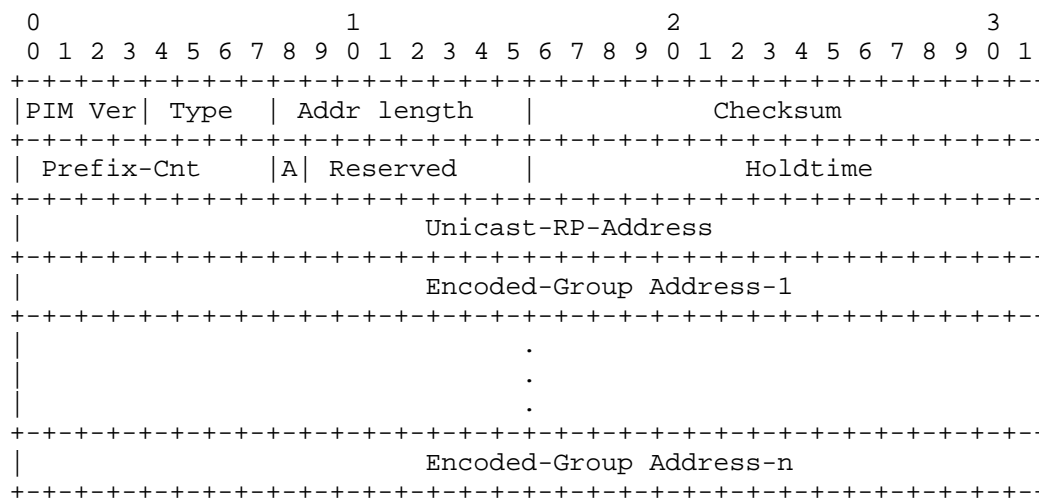 0                   1                   2                   3
 0 1 2 3 4 5 6 7 8 9 0 1 2 3 4 5 6 7 8 9 0 1 2 3 4 5 6 7 8 9 0 1
+-+-+-+-+-+-+-+-+-+-+-+-+-+-+-+-+-+-+-+-+-+-+-+-+-+-+-+-+-+-+-+-
|PIM Ver| Type  | Addr length   |           Checksum
+-+-+-+-+-+-+-+-+-+-+-+-+-+-+-+-+-+-+-+-+-+-+-+-+-+-+-+-+-+-+-+-
| Prefix-Cnt    |A| Reserved    |             Holdtime
+-+-+-+-+-+-+-+-+-+-+-+-+-+-+-+-+-+-+-+-+-+-+-+-+-+-+-+-+-+-+-+-
|                         Unicast-RP-Address
+-+-+-+-+-+-+-+-+-+-+-+-+-+-+-+-+-+-+-+-+-+-+-+-+-+-+-+-+-+-+-+-
|                         Encoded-Group Address-1
+-+-+-+-+-+-+-+-+-+-+-+-+-+-+-+-+-+-+-+-+-+-+-+-+-+-+-+-+-+-+-+-
|                               .
|                               .
|                               .
+-+-+-+-+-+-+-+-+-+-+-+-+-+-+-+-+-+-+-+-+-+-+-+-+-+-+-+-+-+-+-+-
|                         Encoded-Group Address-n
+-+-+-+-+-+-+-+-+-+-+-+-+-+-+-+-+-+-+-+-+-+-+-+-+-+-+-+-+-+-+-+-